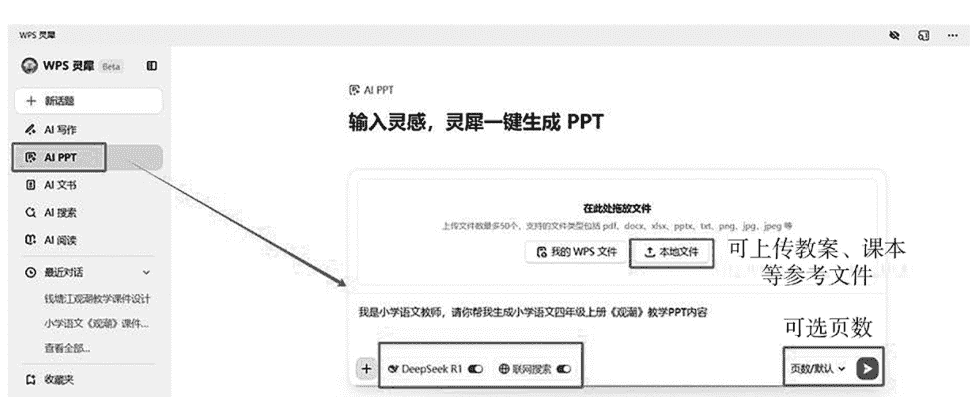 WPS 灵犀
WPS 灵犀 Beta
新话题
AI 写作
AI PPT
AI 文书
AI 搜索
AI 阅读
最近对话
钱塘江观潮教学课件设计
小学语文《观潮》课件...
查看全部...
收藏夹
AI PPT
输入灵感，灵犀一键生成 PPT
在此处拖放文件
上传文件数量多50个，支持的文件类型包括 pdf、docx、xlsx、pptx、txt、png、jpg、jpeg 等
我的 WPS 文件
本地文件
可上传教案、课本
等参考文件
我是小学语文教师，请你帮我生成小学语文四年级上册《观潮》教学PPT内容
可选页数
DeepSeek R1
联网搜索
页数/默认